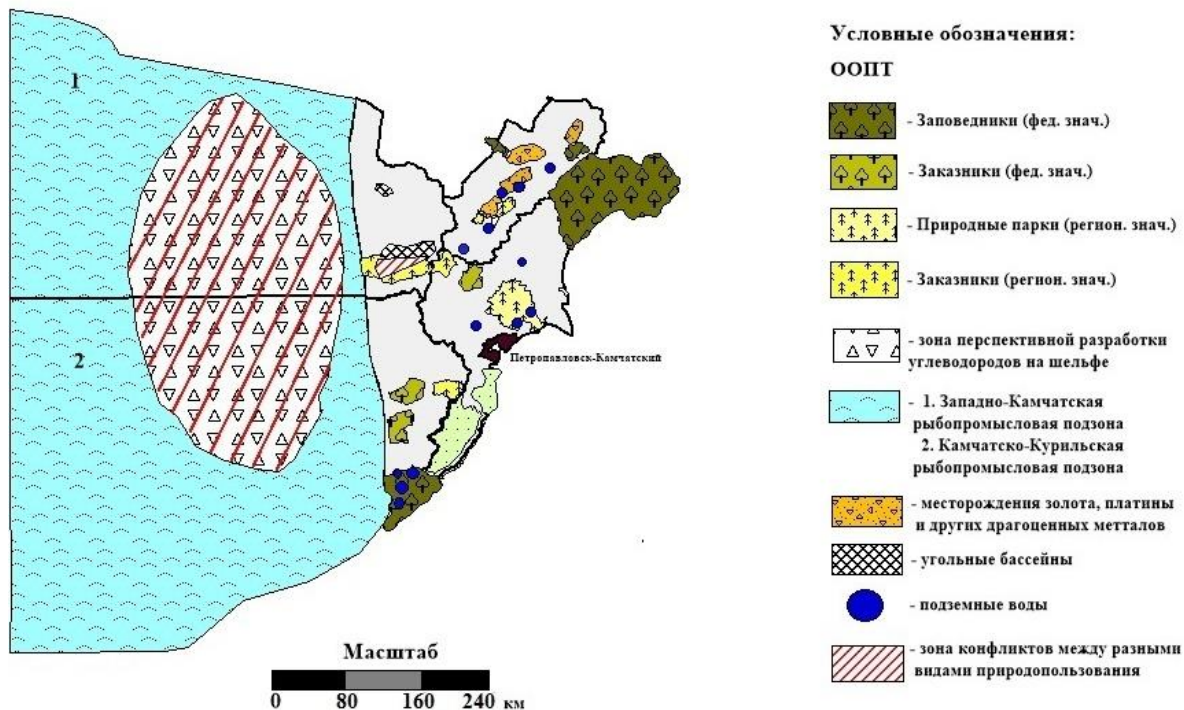 1
2
Петропавловск-Камчатский
Масштаб
0 80 160 240 км
Условные обозначения:
ООПТ
- Заповедники (фед. знач.)
- Заказники (фед. знач.)
- Природные парки (регион. знач.)
- Заказники (регион. знач.)
- зона перспективной разработки
углеводородов на шельфе
- 1. Западно-Камчатская
рыбопромысловая подзона
2. Камчатско-Курильская
рыбопромысловая подзона
- месторождения золота, платины
и других драгоценных метталов
- угольные бассейны
- подземные воды
- зона конфликтов между разными
видами природопользования